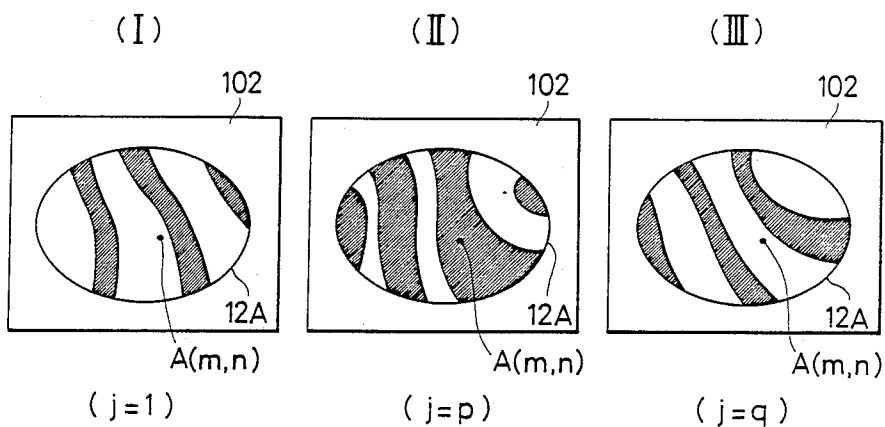 (I) (II) (III)
102 102 102
12A 12A 12A
A(m,n) A(m,n) A(m,n)
(j=1) (j=p) (j=q)